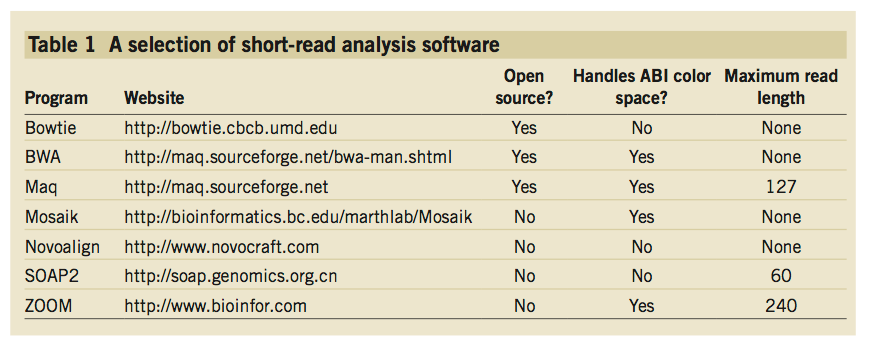 Table 1 A selection of short-read analysis software
Open Handles ABI color Maximum read
Program Website source? space? length
Bowtie http://bowtie.cbcb.umd.edu Yes No None
BWA http://maq.sourceforge.net/bwa-man.shtml Yes Yes None
Maq http://maq.sourceforge.net Yes Yes 127
Mosaik http://bioinformatics.bc.edu/marthlab/Mosaik No Yes None
Novoalign http://www.novocraft.com No No None
SOAP2 http://soap.genomics.org.cn No No 60
ZOOM http://www.bioinfor.com No Yes 240